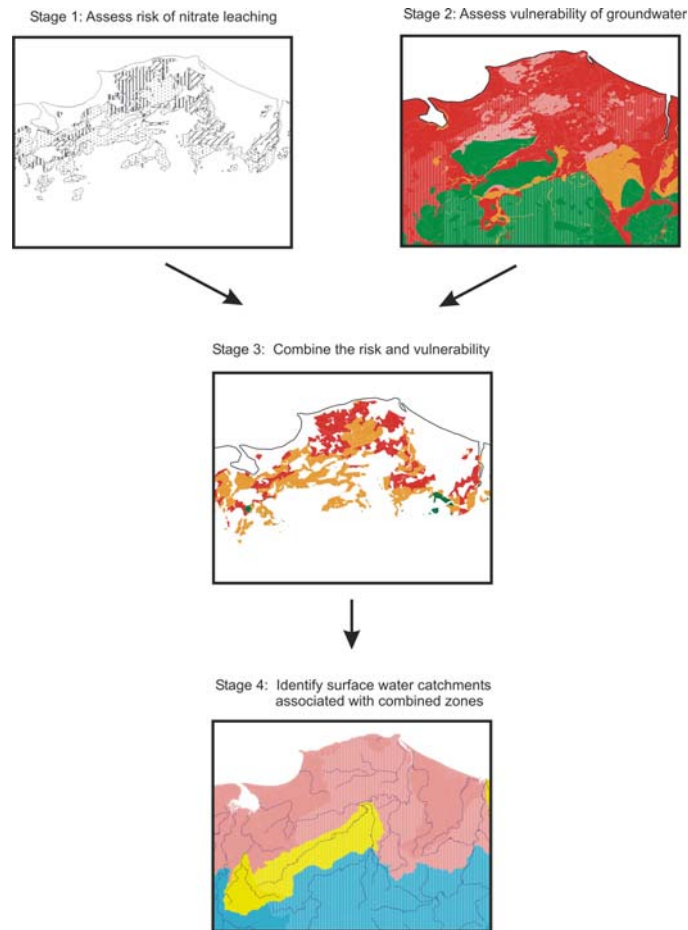 Stage 1: Assess risk of nitrate leaching
Stage 2: Assess vulnerability of groundwater
Stage 3: Combine the risk and vulnerability
Stage 4: Identify surface water catchments
associated with combined zones